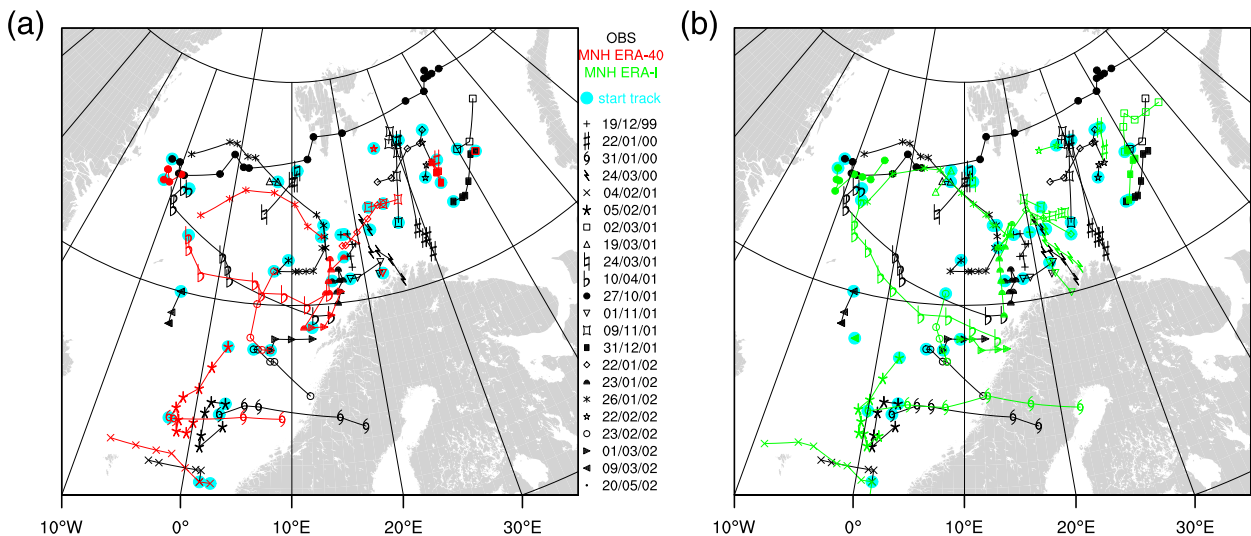 (a)
(b)
OBS
MNH ERA-40
MNH ERA-I
start track
19/12/99
22/01/00
31/01/00
24/03/00
04/02/01
05/02/01
02/03/01
19/03/01
24/03/01
10/04/01
27/10/01
01/11/01
09/11/01
31/12/01
22/01/02
23/01/02
26/01/02
22/02/02
23/02/02
01/03/02
09/03/02
20/05/02
10°W 0° 10°E 20°E 30°E
10°W 0° 10°E 20°E 30°E